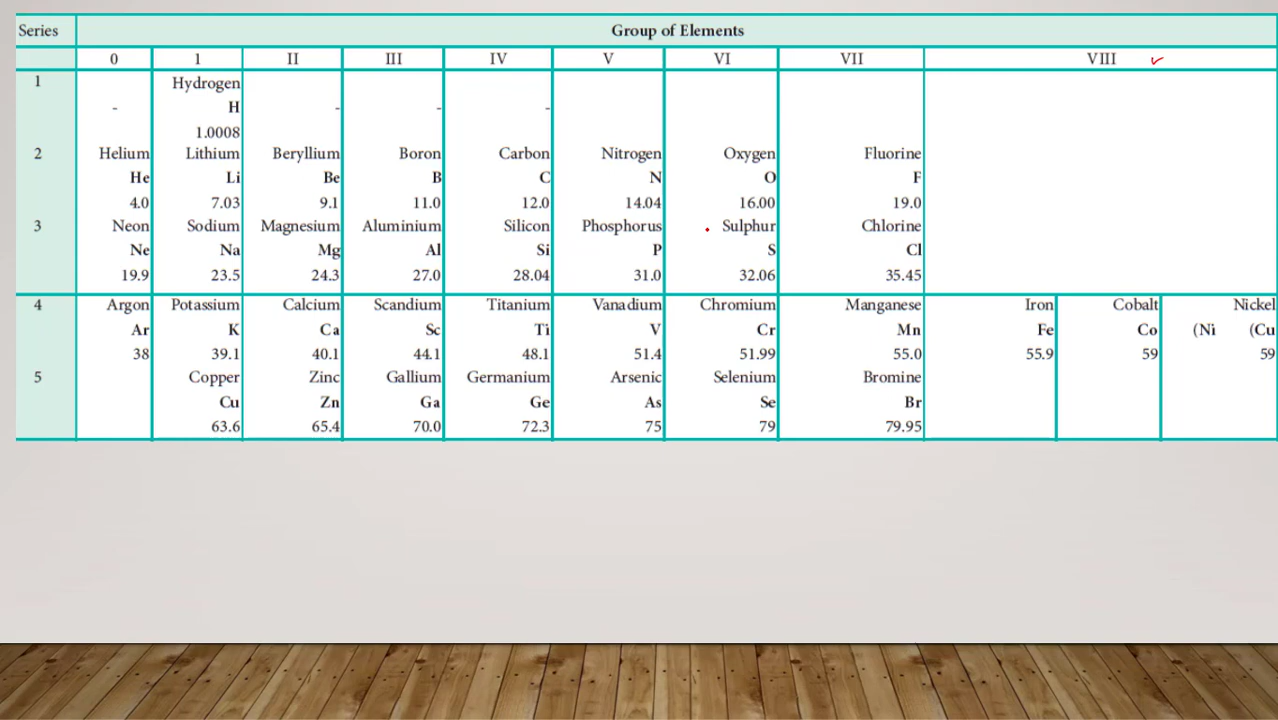 Series Group of Elements
0 1 II III IV V VI VII VIII
1 Hydrogen
- H - - -
1.0008
2 Helium Lithium Beryllium Boron Carbon Nitrogen Oxygen Fluorine
He Li Be B C N O F
4.0 7.03 9.1 11.0 12.0 14.04 16.00 19.0
3 Neon Sodium Magnesium Aluminium Silicon Phosphorus Sulphur Chlorine
Ne Na Mg Al Si P S Cl
19.9 23.5 24.3 27.0 28.04 31.0 32.06 35.45
4 Argon Potassium Calcium Scandium Titanium Vanadium Chromium Manganese Iron Cobalt Nickel
Ar K Ca Sc Ti V Cr Mn Fe Co (Ni (Cu
38 39.1 40.1 44.1 48.1 51.4 51.99 55.0 55.9 59 59
5 Copper Zinc Gallium Germanium Arsenic Selenium Bromine
Cu Zn Ga Ge As Se Br
63.6 65.4 70.0 72.3 75 79 79.95